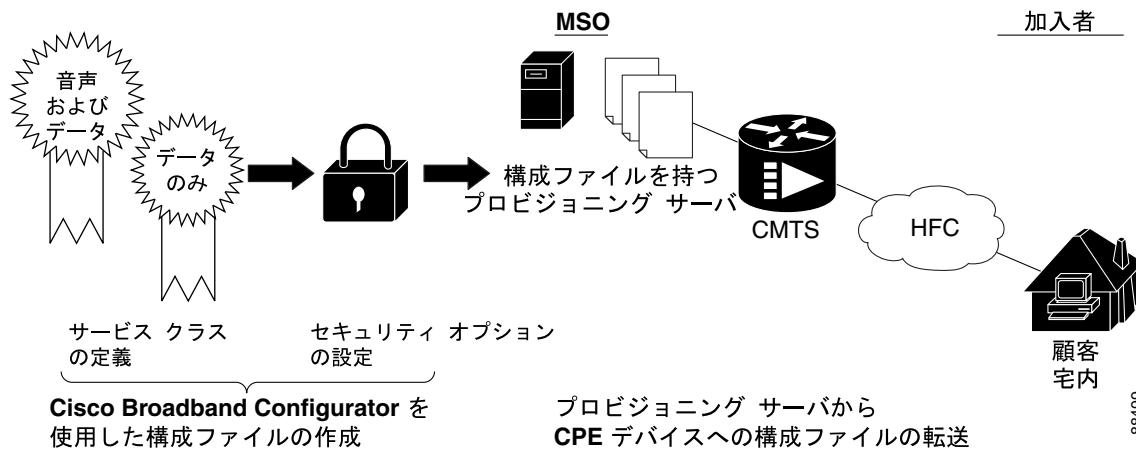 MSO
加入者
音声
および
データ
データ
のみ
構成ファイルを持つ
プロビジョニング サーバ
CMTS
HFC
顧客
宅内
サービス クラス
の定義
セキュリティ オプション
の設定
Cisco Broadband Configurator を
使用した構成ファイルの作成
プロビジョニング サーバから
CPE デバイスへの構成ファイルの転送